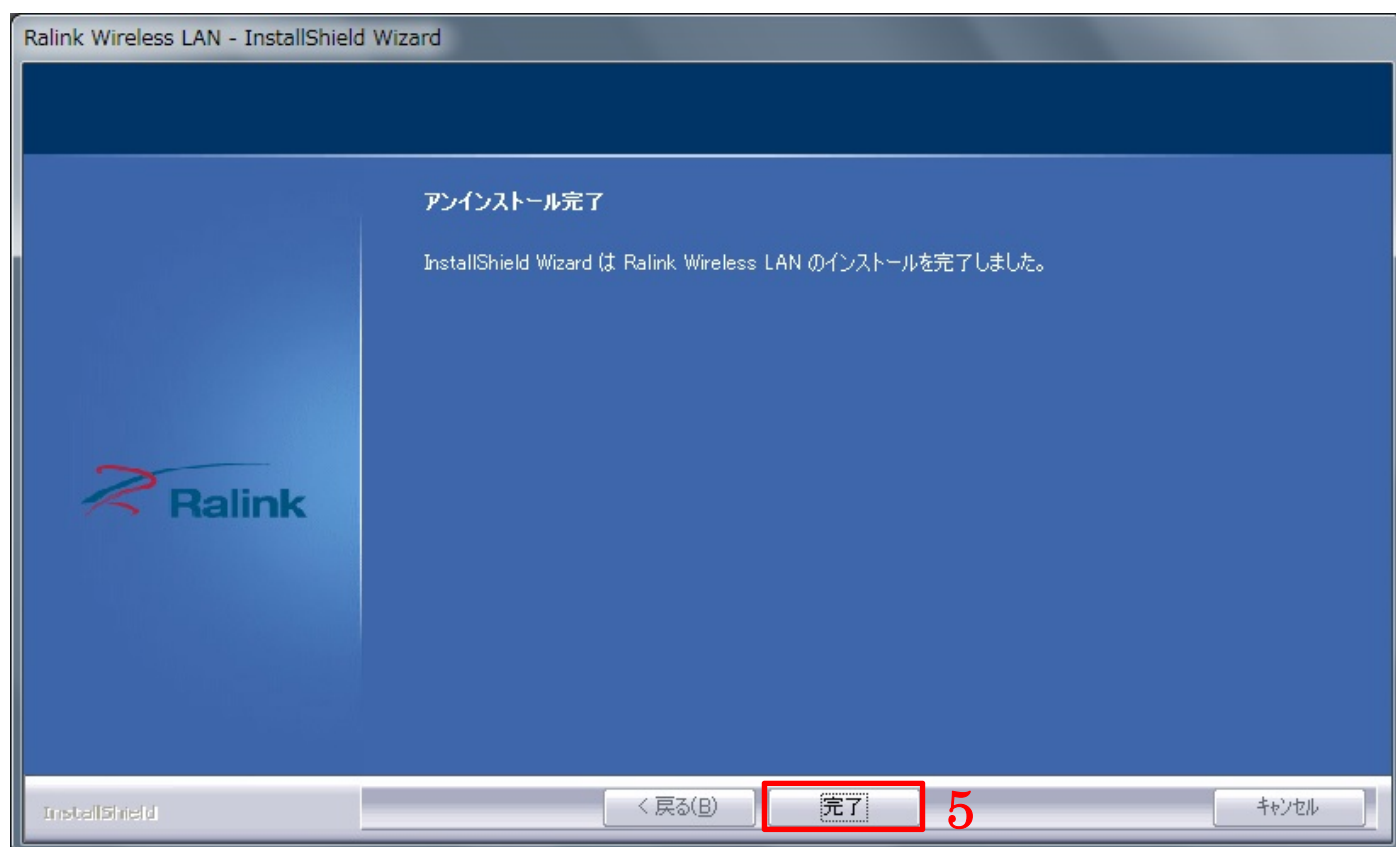 Ralink Wireless LAN - InstallShield Wizard
アンインストール完了
InstallShield Wizard は Ralink Wireless LAN のインストールを完了しました。
Ralink
InstallShield
< 戻る(B)
完了
5
キャンセル